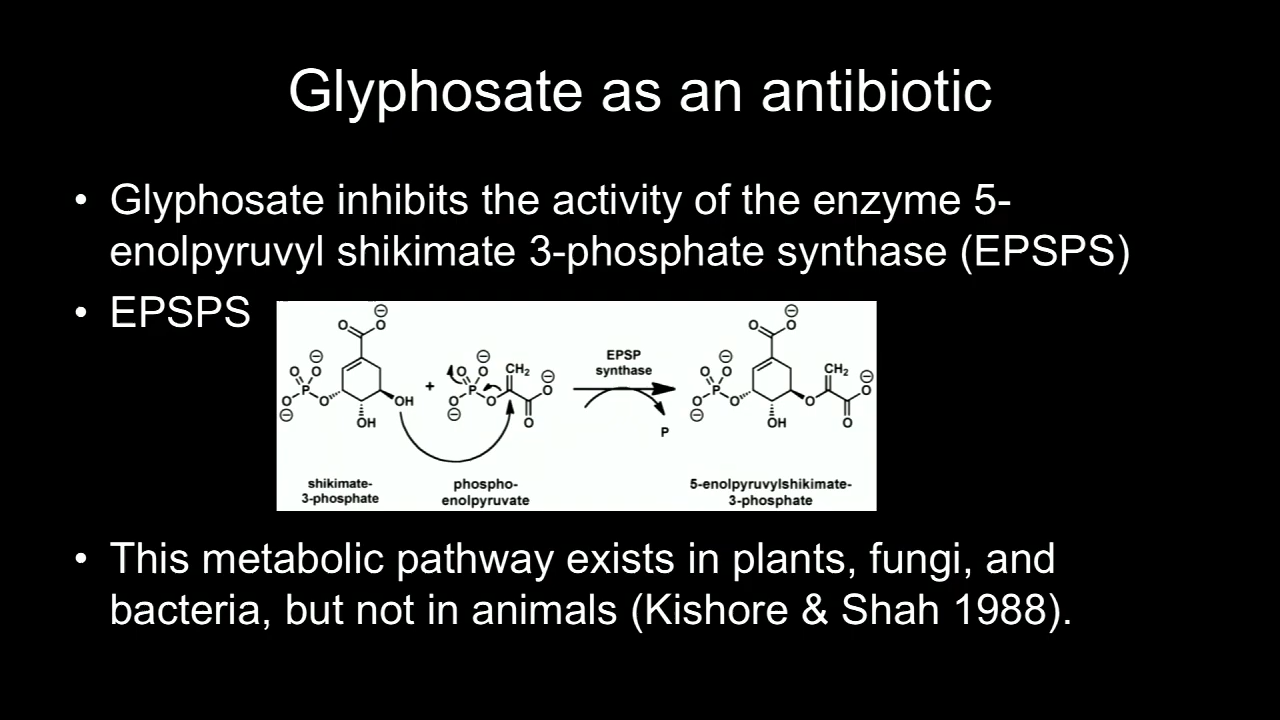 Glyphosate as an antibiotic
• Glyphosate inhibits the activity of the enzyme 5-
enolpyruvyl shikimate 3-phosphate synthase (EPSPS)
• EPSPS
O
O
⊖
O
O
⊖
P
O
⊖
O
OH
OH
+
O
O
⊖
P
O
⊖
O
CH2
O
⊖
O
EPSP
synthase
P
O
O
⊖
O
O
⊖
P
O
⊖
O
OH
O
CH2
O
⊖
O
shikimate-
3-phosphate
phospho-
enolpyruvate
5-enolpyruvylshikimate-
3-phosphate
• This metabolic pathway exists in plants, fungi, and
bacteria, but not in animals (Kishore & Shah 1988).